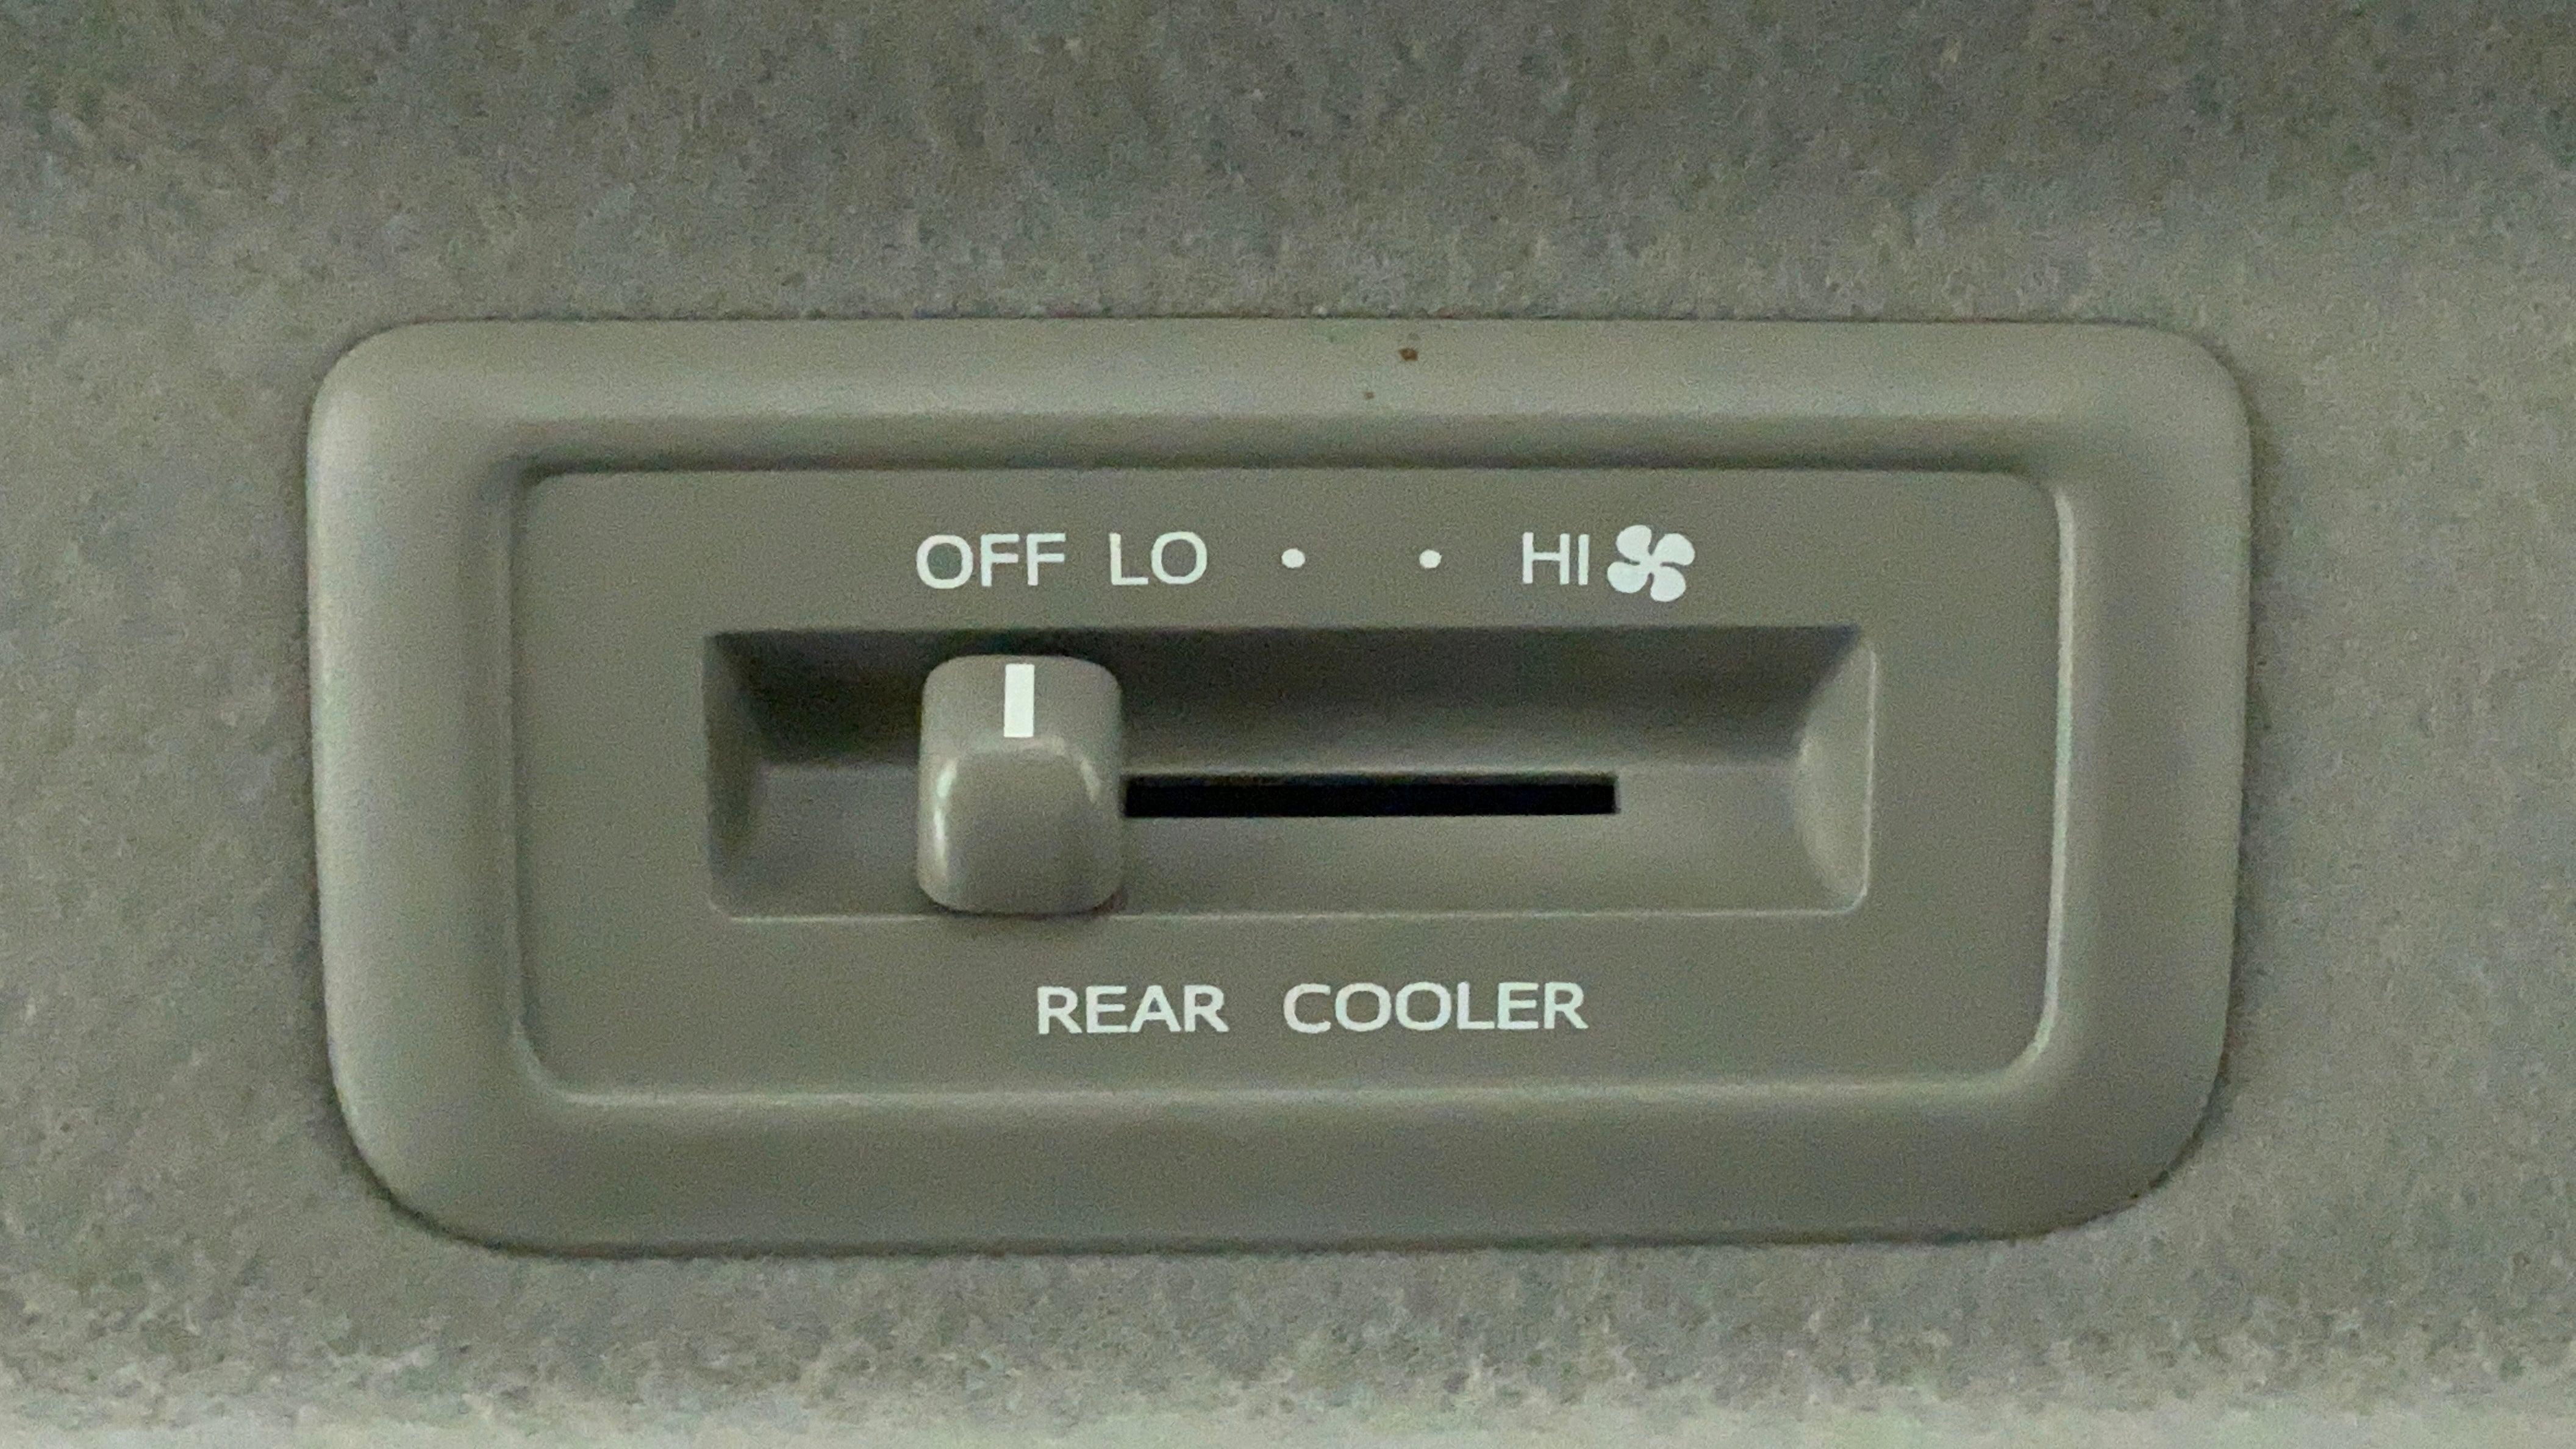 OFF LO • • HI
REAR COOLER